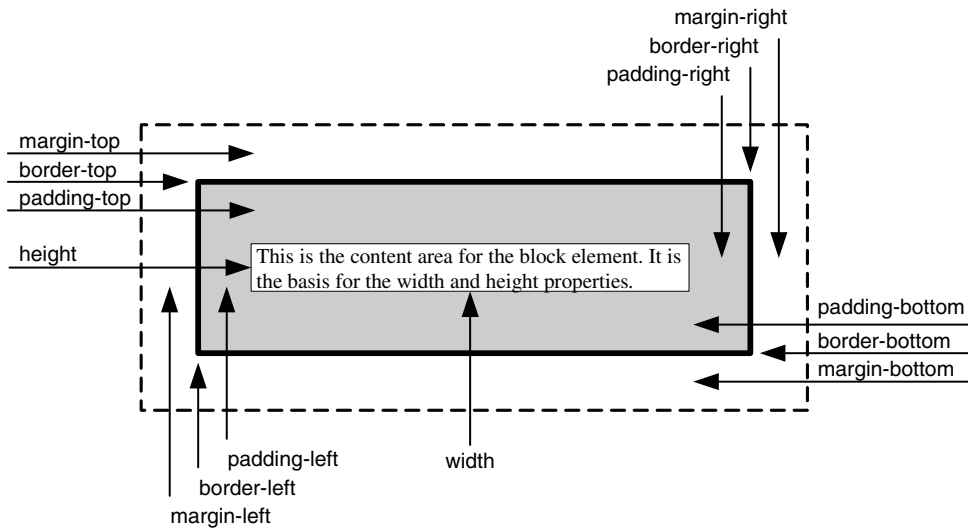 margin-right
border-right
padding-right
margin-top
border-top
padding-top
height
This is the content area for the block element. It is
the basis for the width and height properties.
padding-bottom
border-bottom
margin-bottom
padding-left
width
border-left
margin-left